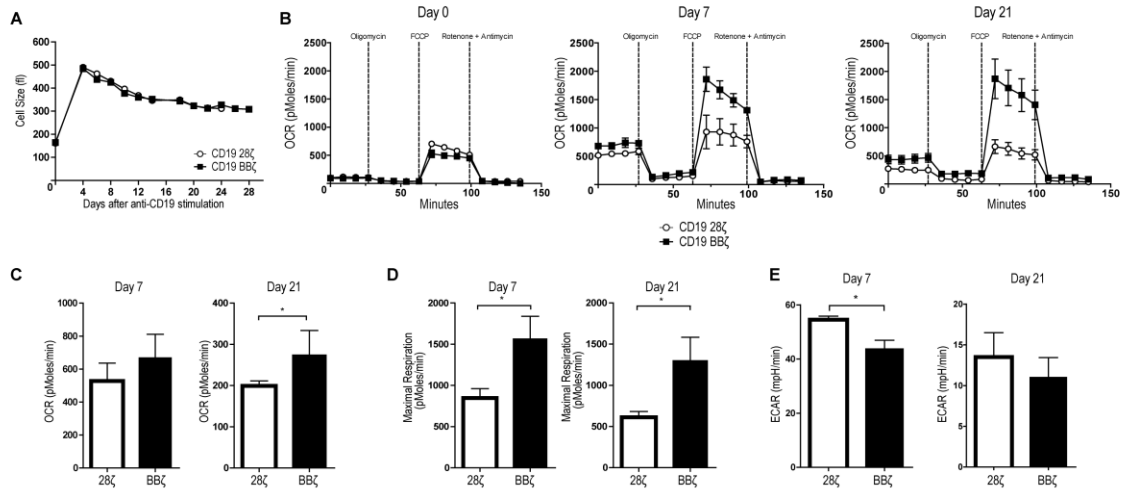 A
Cell Size (fl)
600
500
400
300
200
100
0
4
8
12
16
20
24
28
Days after anti-CD19 stimulation
CD19 28ζ
CD19 BBζ
B
Day 0
Oligomycin
FCCP
Rotenone + Antimycin
OCR (pMoles/min)
2500
2000
1500
1000
500
0
50
100
150
Minutes
Day 7
Oligomycin
FCCP
Rotenone + Antimycin
OCR (pMoles/min)
2500
2000
1500
1000
500
0
50
100
150
Minutes
Day 21
Oligomycin
FCCP
Rotenone + Antimycin
OCR (pMoles/min)
2500
2000
1500
1000
500
0
50
100
150
Minutes
CD19 28ζ
CD19 BBζ
C
Day 7
OCR (pMoles/min)
1000
800
600
400
200
0
28ζ
BBζ
Day 21
OCR (pMoles/min)
400
300
200
100
0
*
28ζ
BBζ
D
Day 7
Maximal Respiration
(pMoles/min)
2000
1500
1000
500
0
*
28ζ
BBζ
Day 21
Maximal Respiration
(pMoles/min)
2000
1500
1000
500
0
*
28ζ
BBζ
E
Day 7
ECAR (mpH/min)
60
40
20
0
*
28ζ
BBζ
Day 21
ECAR (mpH/min)
20
15
10
5
0
28ζ
BBζ